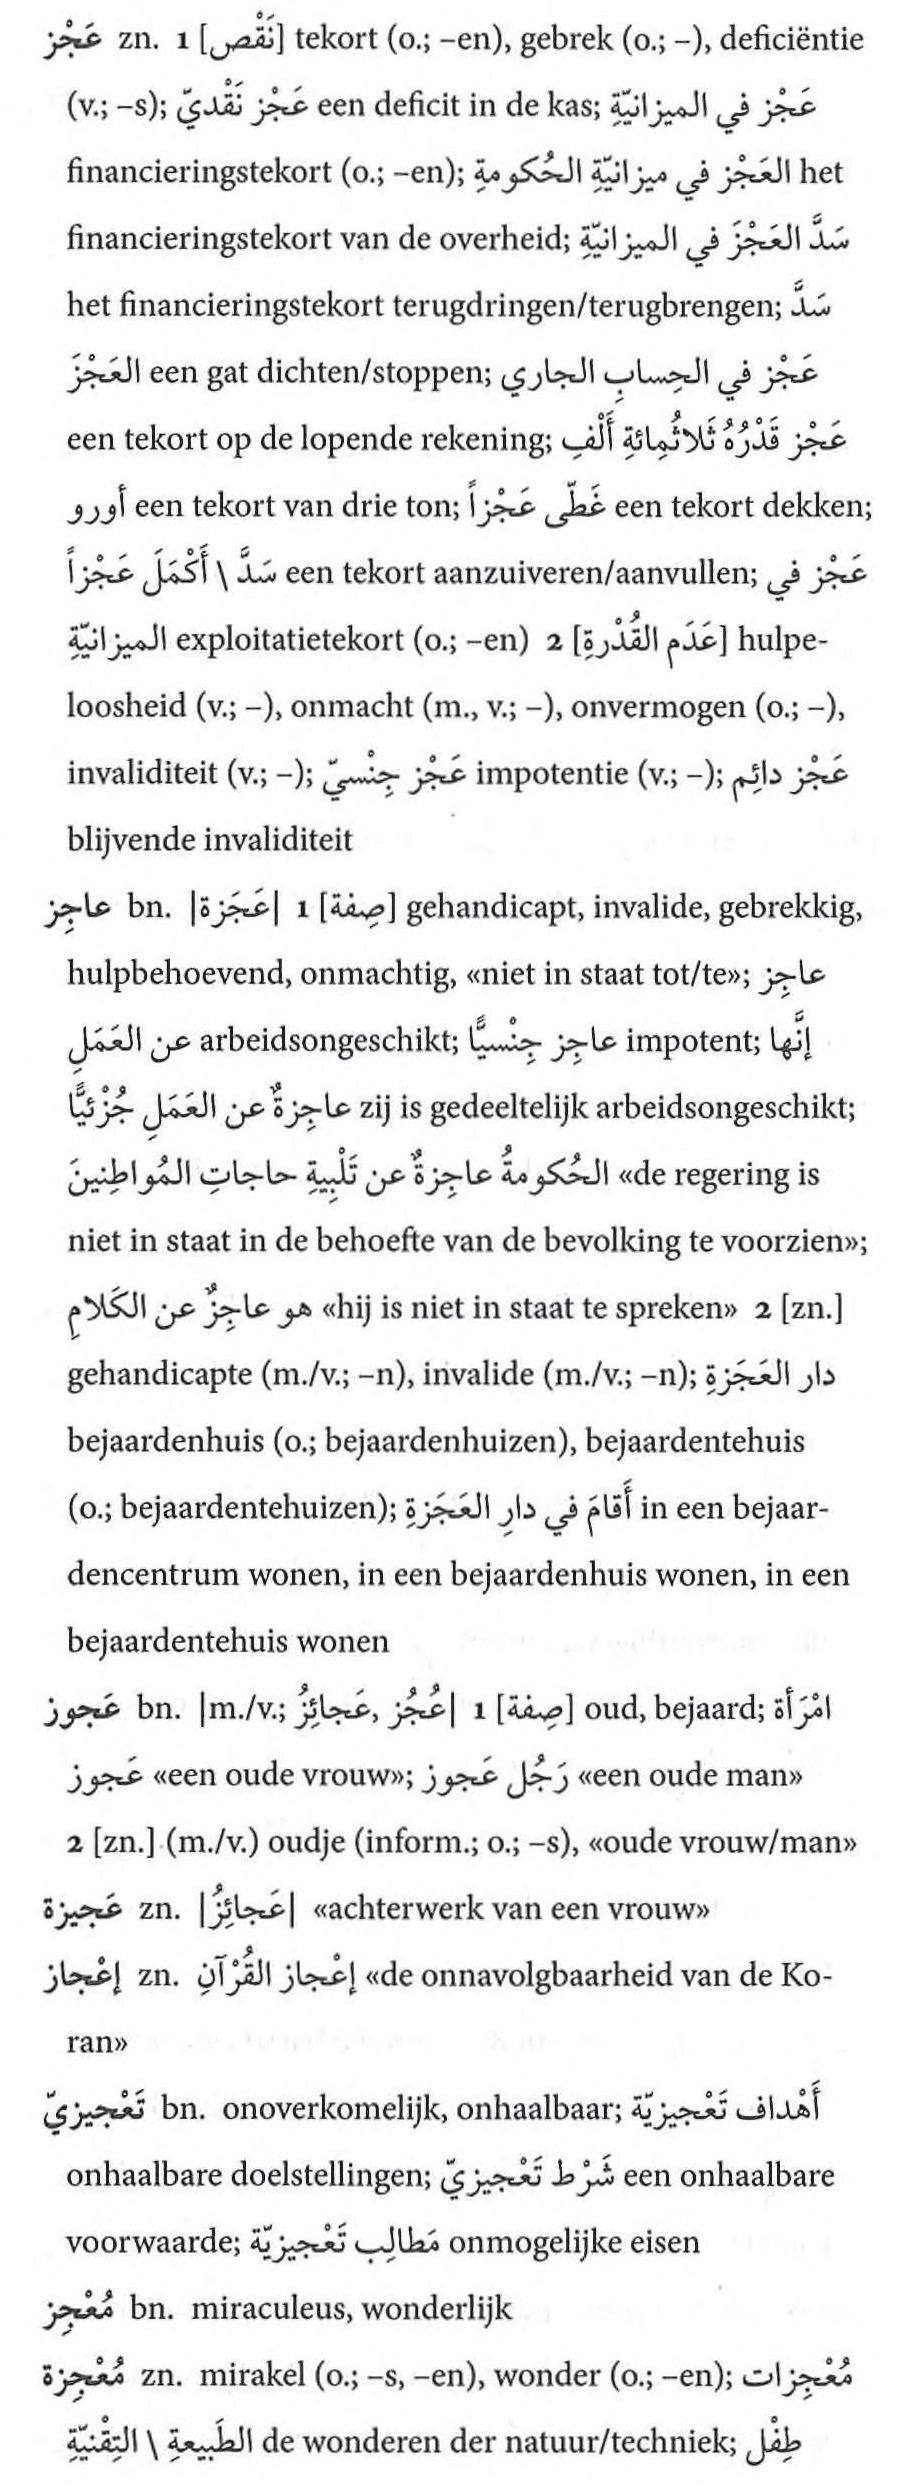 عَجْز zn. 1 [نَقْص] tekort (o.; –en), gebrek (o.; –), deficiëntie
(v.; –s); عَجْز نَقْديّ een deficit in de kas; عَجْز في الميزانيّةِ
financieringstekort (o.; –en); العَجْز في ميزانيّةِ الحُكومةِ het
financieringstekort van de overheid; سَدَّ العَجْزَ في الميزانيّةِ
het financieringstekort terugdringen/terugbrengen; سَدَّ
العَجْزَ een gat dichten/stoppen; عَجْز في الحِسابِ الجاري
een tekort op de lopende rekening; عَجْز قَدْرُهُ ثَلاثُمِائةِ أَلْفِ
أورو een tekort van drie ton; غَطّى عَجْزاً een tekort dekken;
سَدَّ \ أَكْمَلَ عَجْزاً een tekort aanzuiveren/aanvullen; عَجْز في
الميزانيّةِ exploitatietekort (o.; –en) 2 [عَدَم القُدْرةِ] hulpe-
loosheid (v.; –), onmacht (m., v.; –), onvermogen (o.; –),
invaliditeit (v.; –); عَجْز جِنْسيّ impotentie (v.; –); عَجْز دائِم
blijvende invaliditeit
عاجِز bn. |عَجَزة| 1 [صِفة] gehandicapt, invalide, gebrekkig,
hulpbehoevend, onmachtig, «niet in staat tot/te»; عاجِز
عن العَمَلِ arbeidsongeschikt; عاجِز جِنْسيًّا impotent; إنَّها
عاجِزةٌ عن العَمَلِ جُزْئيًّا zij is gedeeltelijk arbeidsongeschikt;
الحُكومةُ عاجِزةٌ عن تَلْبِيةِ حاجاتِ المُواطِنينَ «de regering is
niet in staat in de behoefte van de bevolking te voorzien»;
هو عاجِزٌ عن الكَلامِ «hij is niet in staat te spreken» 2 [zn.]
gehandicapte (m./v.; –n), invalide (m./v.; –n); دار العَجَزةِ
bejaardenhuis (o.; bejaardenhuizen), bejaardentehuis
(o.; bejaardentehuizen); أَقامَ في دارِ العَجَزةِ in een bejaar-
dencentrum wonen, in een bejaardenhuis wonen, in een
bejaardentehuis wonen
عَجوز bn. |m./v.; عَجائِزُ, عُجُز| 1 [صِفة] oud, bejaard; امْرَأة
عَجوز «een oude vrouw»; رَجُل عَجوز «een oude man»
2 [zn.] (m./v.) oudje (inform.; o.; –s), «oude vrouw/man»
عَجيزة zn. |عَجائِزُ| «achterwerk van een vrouw»
إعْجاز zn. إعْجاز القُرْآنِ «de onnavolgbaarheid van de Ko-
ran»
تَعْجيزيّ bn. onoverkomelijk, onhaalbaar; أَهْداف تَعْجيزيّة
onhaalbare doelstellingen; شَرْط تَعْجيزيّ een onhaalbare
voorwaarde; مَطالِب تَعْجيزيّة onmogelijke eisen
مُعْجِز bn. miraculeus, wonderlijk
مُعْجِزة zn. mirakel (o.; –s, –en), wonder (o.; –en); مُعْجِزات
الطَبيعةِ \ التِقْنيّةِ de wonderen der natuur/techniek; طِفْل